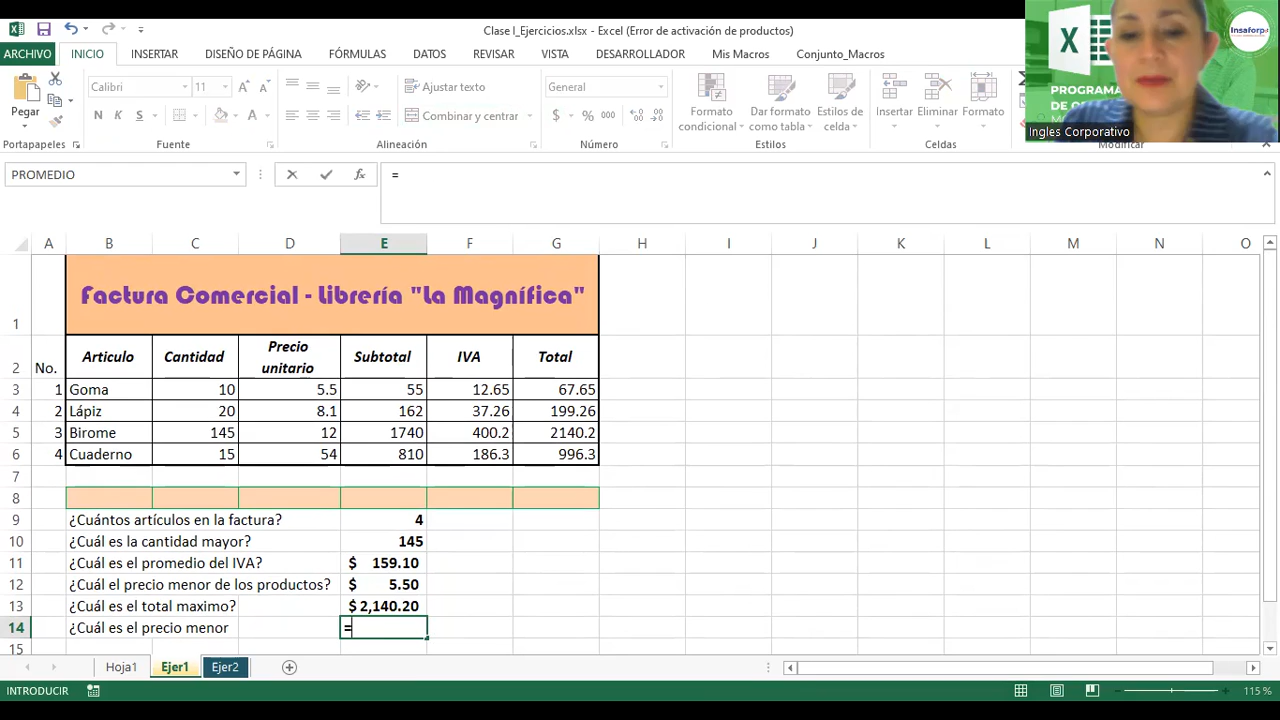 Clase I_Ejercicios.xlsx - Excel (Error de activación de productos)
ARCHIVO INICIO INSERTAR DISEÑO DE PÁGINA FÓRMULAS DATOS REVISAR VISTA DESARROLLADOR Mis Macros Conjunto_Macros
Insaforp
PROGRAMA
DE
Ingles Corporativo
Pegar
Calibri 11
N K S
Ajustar texto
Combinar y centrar
General
$ % 000
Formato condicional
Dar formato como tabla
Estilos de celda
Insertar Eliminar Formato
Portapapeles Fuente Alineación Número Estilos Celdas Modificar
PROMEDIO
fx
=
A B C D E F G H I J K L M N O
1 Factura Comercial - Librería "La Magnífica"
2 No. Articulo Cantidad Precio unitario Subtotal IVA Total
3 1 Goma 10 5.5 55 12.65 67.65
4 2 Lápiz 20 8.1 162 37.26 199.26
5 3 Birome 145 12 1740 400.2 2140.2
6 4 Cuaderno 15 54 810 186.3 996.3
7
8
9 ¿Cuántos artículos en la factura? 4
10 ¿Cuál es la cantidad mayor? 145
11 ¿Cuál es el promedio del IVA? $ 159.10
12 ¿Cuál el precio menor de los productos? $ 5.50
13 ¿Cuál es el total maximo? $ 2,140.20
14 ¿Cuál es el precio menor =
15
Hoja1 Ejer1 Ejer2
INTRODUCIR
115 %